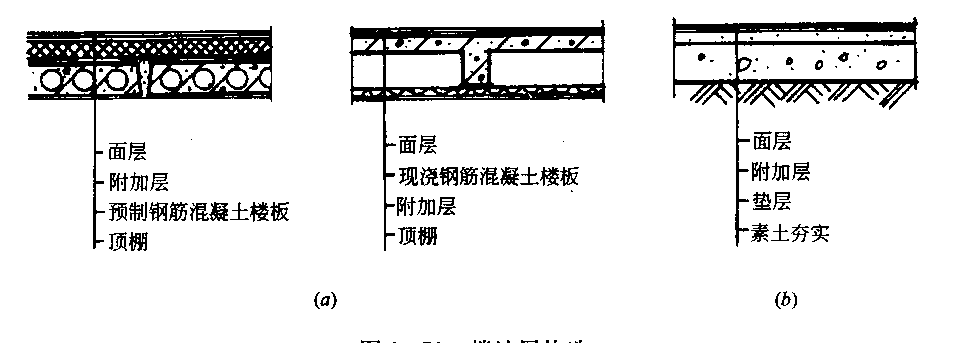 面层
附加层
预制钢筋混凝土楼板
顶棚
面层
现浇钢筋混凝土楼板
附加层
顶棚
面层
附加层
垫层
素土夯实
(a)
(b)